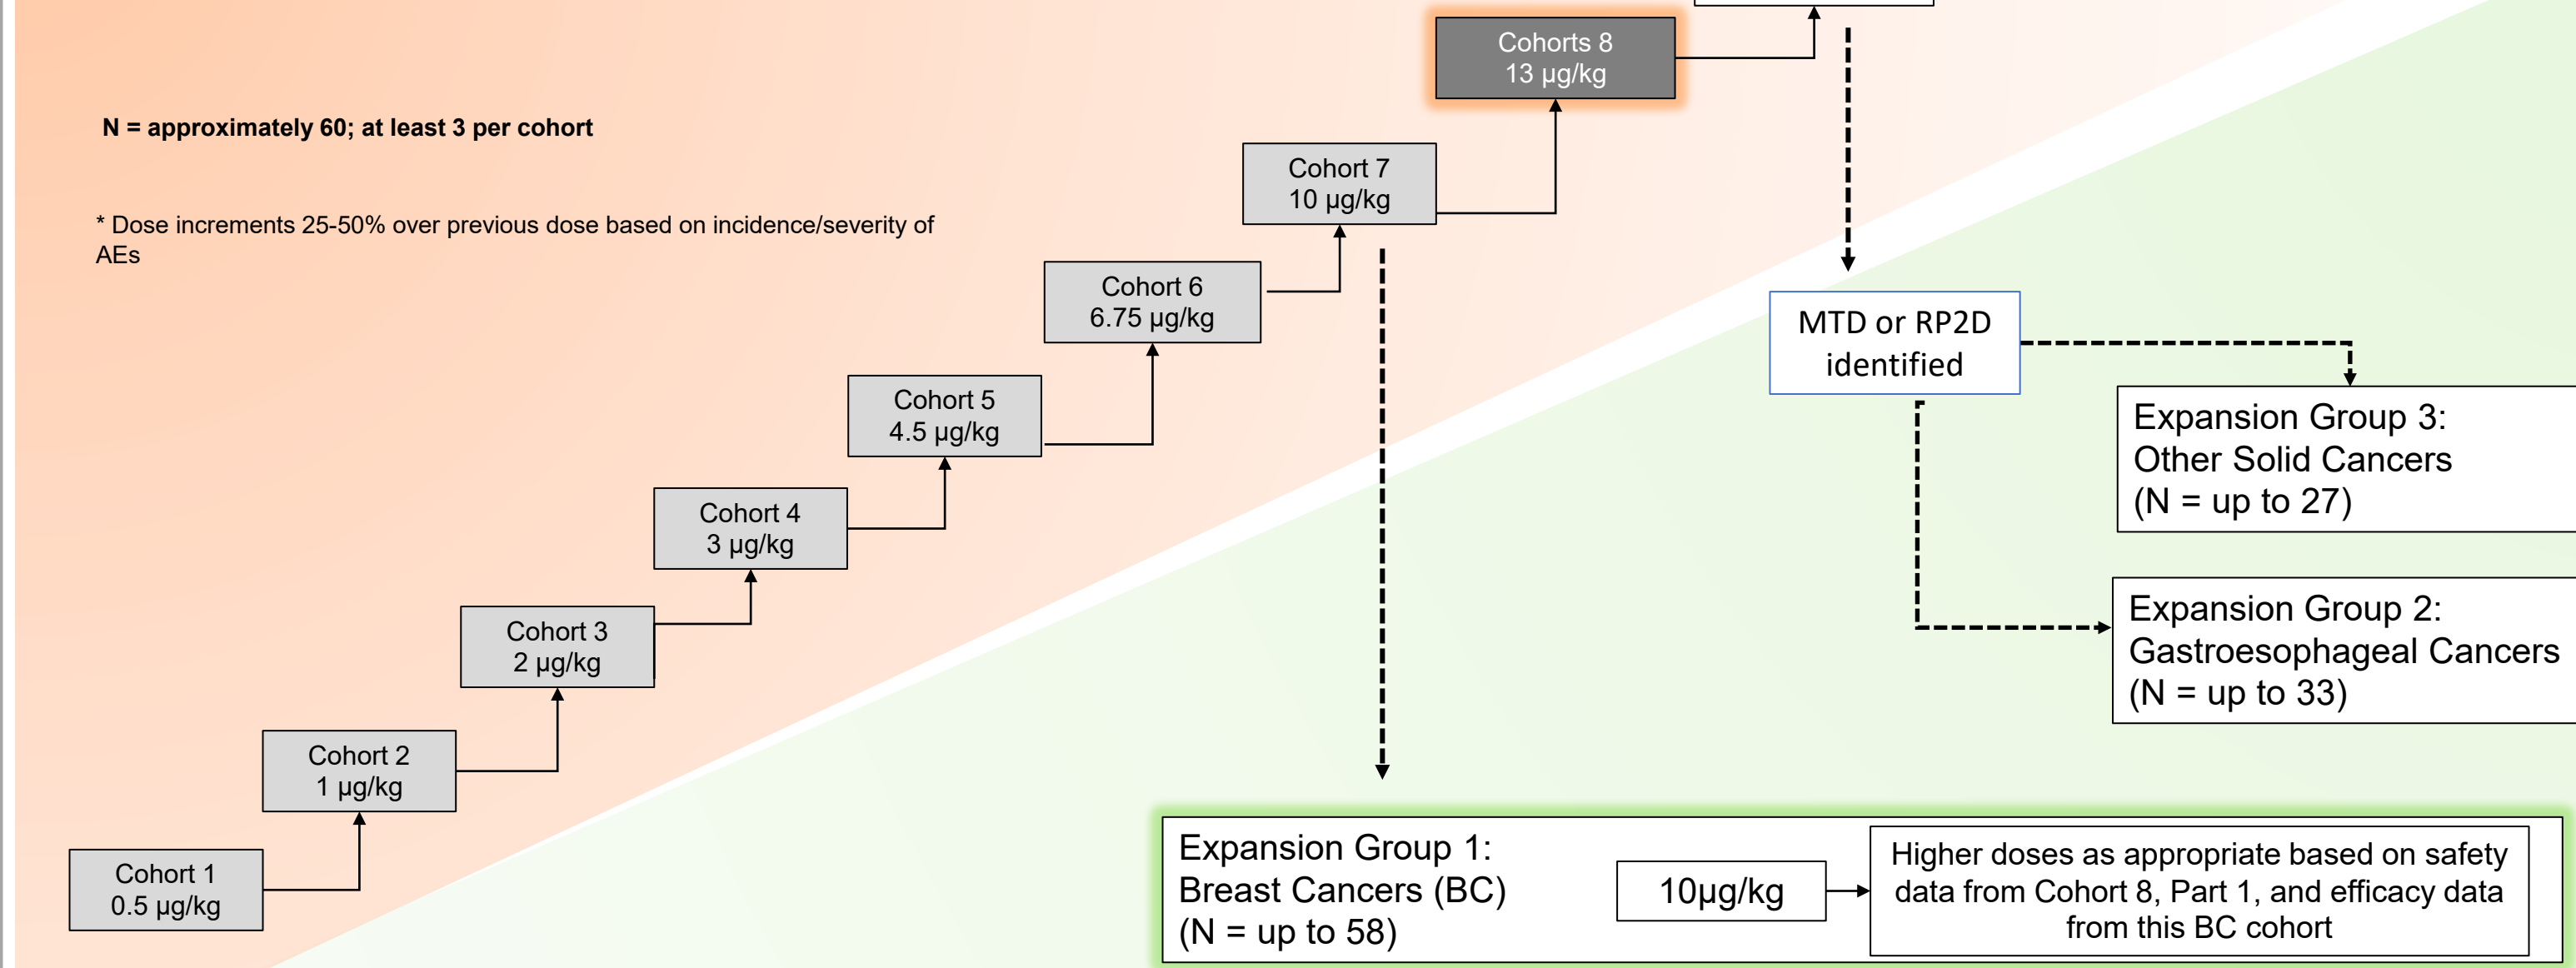 Cohorts 8
13 µg/kg
N = approximately 60; at least 3 per cohort
Cohort 7
10 µg/kg
* Dose increments 25-50% over previous dose based on incidence/severity of
AEs
Cohort 6
6.75 µg/kg
MTD or RP2D
identified
Cohort 5
4.5 µg/kg
Expansion Group 3:
Other Solid Cancers
(N = up to 27)
Cohort 4
3 µg/kg
Cohort 3
2 µg/kg
Expansion Group 2:
Gastroesophageal Cancers
(N = up to 33)
Cohort 2
1 µg/kg
Cohort 1
0.5 µg/kg
Expansion Group 1:
Breast Cancers (BC)
(N = up to 58)
10µg/kg
Higher doses as appropriate based on safety
data from Cohort 8, Part 1, and efficacy data
from this BC cohort